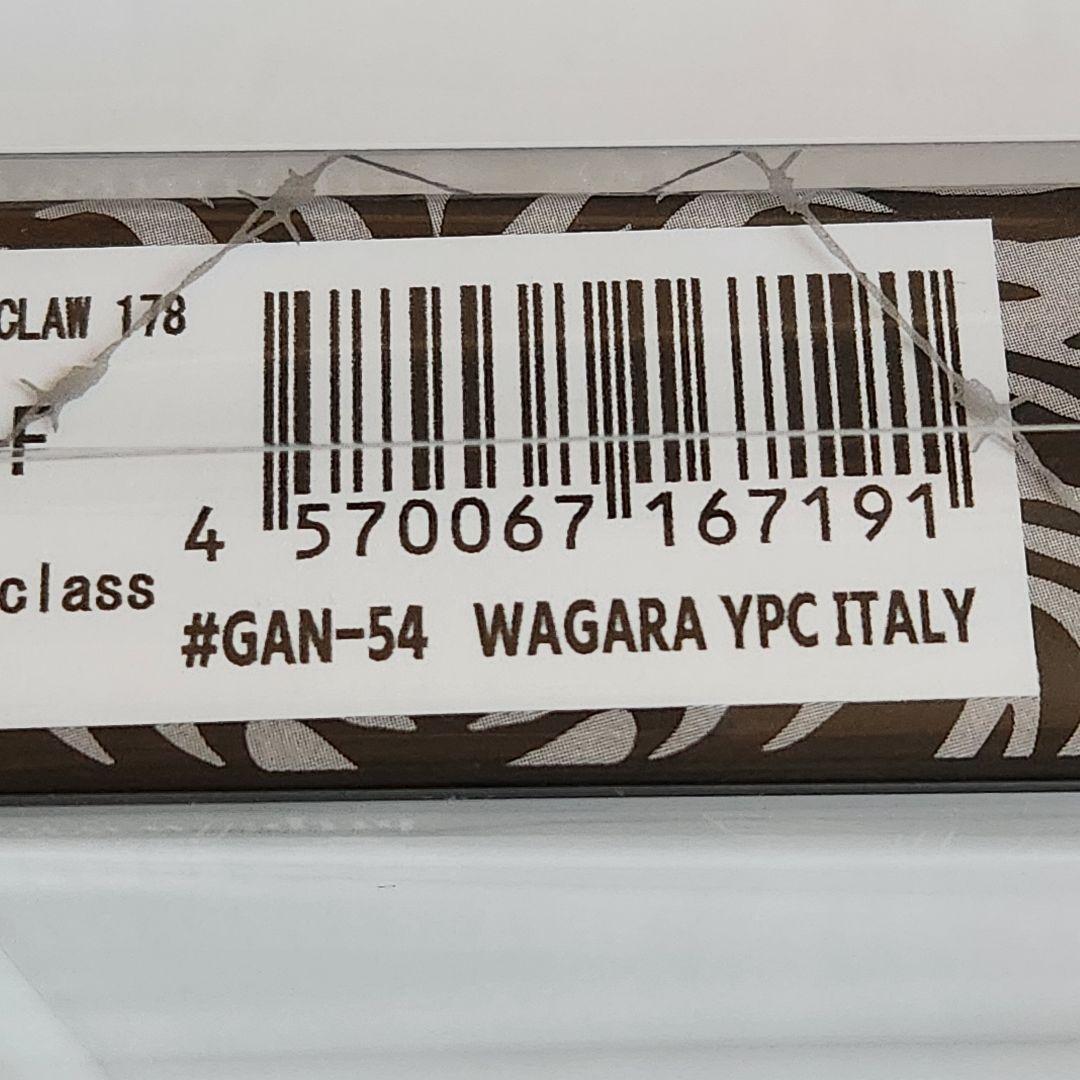 CLAW 178
F
4 570067 167191
class
#GAN-54 WAGARA YPC ITALY